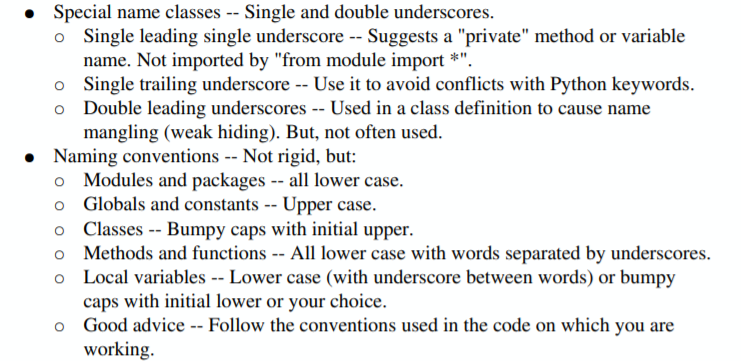 ● Special name classes -- Single and double underscores.
○ Single leading single underscore -- Suggests a "private" method or variable
name. Not imported by "from module import *".
○ Single trailing underscore -- Use it to avoid conflicts with Python keywords.
○ Double leading underscores -- Used in a class definition to cause name
mangling (weak hiding). But, not often used.
● Naming conventions -- Not rigid, but:
○ Modules and packages -- all lower case.
○ Globals and constants -- Upper case.
○ Classes -- Bumpy caps with initial upper.
○ Methods and functions -- All lower case with words separated by underscores.
○ Local variables -- Lower case (with underscore between words) or bumpy
caps with initial lower or your choice.
○ Good advice -- Follow the conventions used in the code on which you are
working.